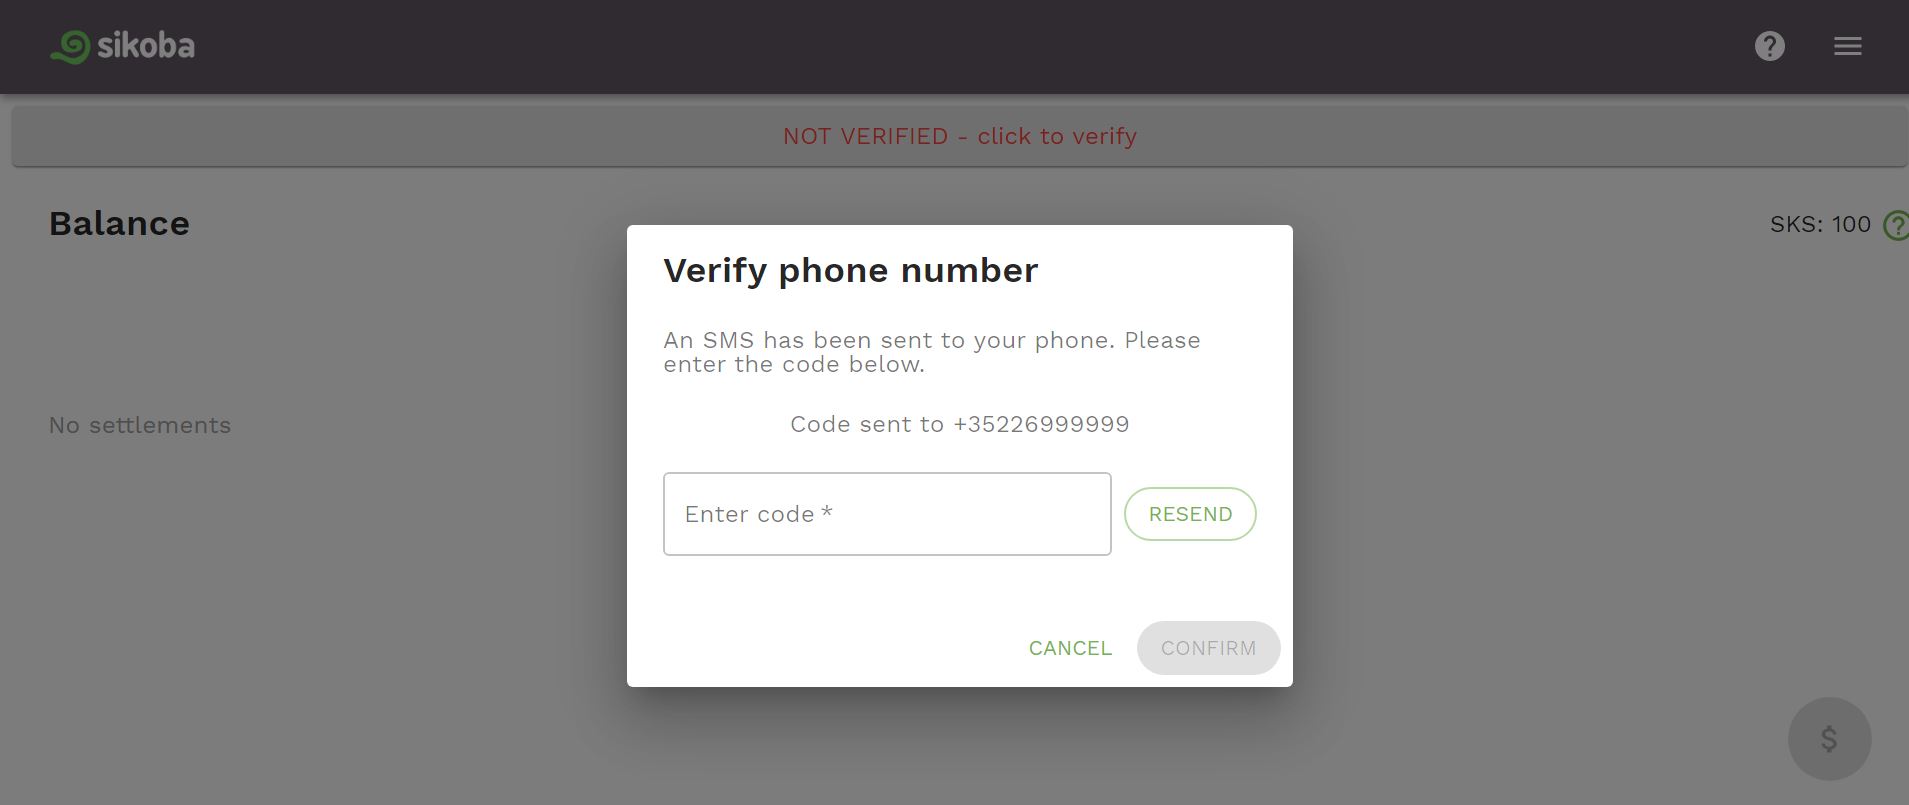 sikoba
NOT VERIFIED - click to verify
Balance
SKS: 100
Verify phone number
An SMS has been sent to your phone. Please
enter the code below.
Code sent to +35226999999
No settlements
Enter code *
RESEND
CANCEL
CONFIRM
$